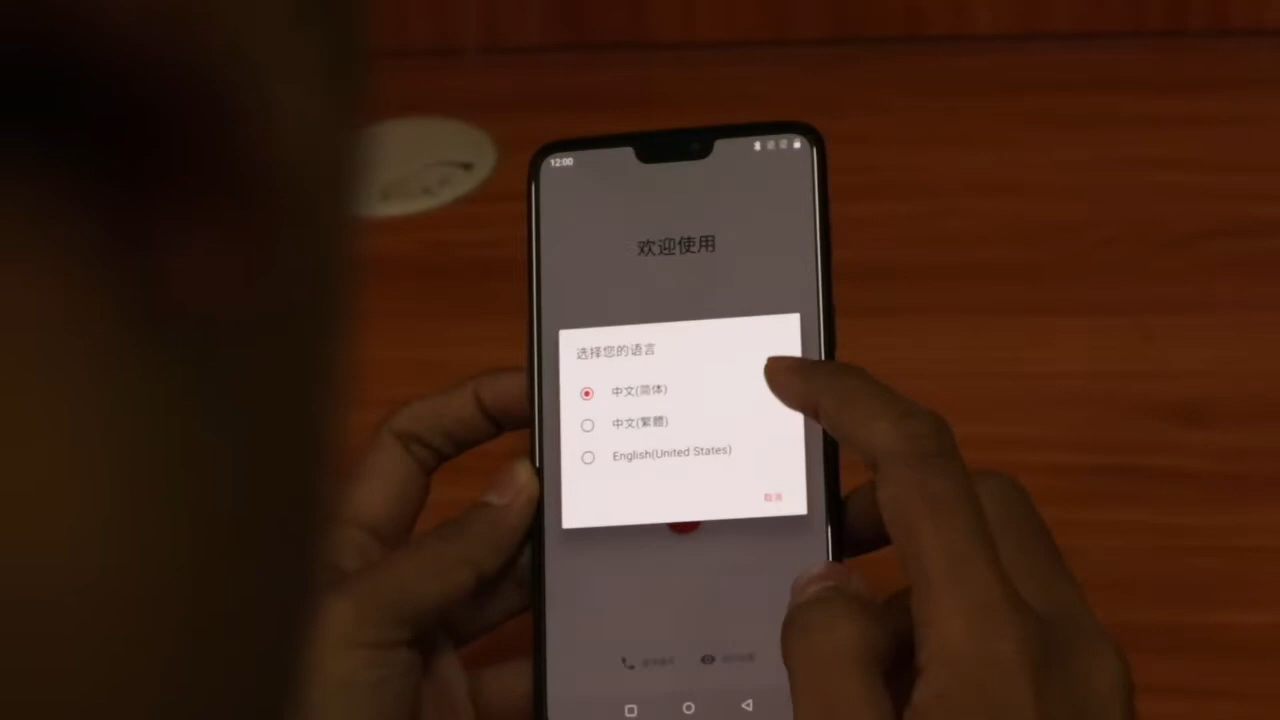 12:00
欢迎使用
选择您的语言
中文(简体)
中文(繁體)
English(United States)
取消